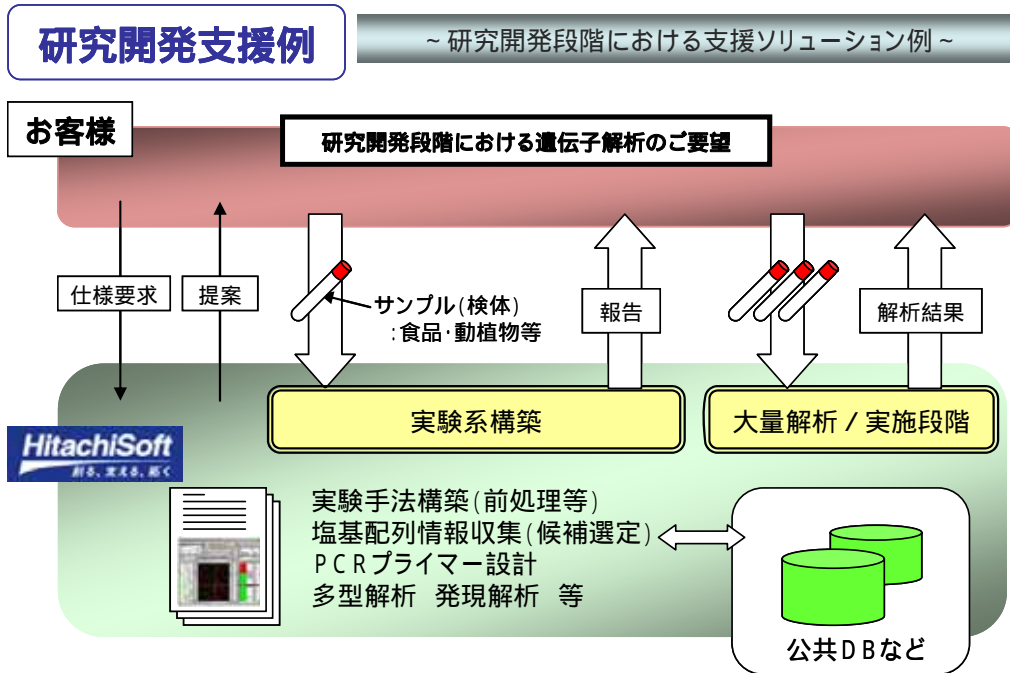 研究開発支援例
~研究開発段階における支援ソリューション例~
お客様
研究開発段階における遺伝子解析のご要望
仕様要求
提案
サンプル(検体)
:食品・動植物等
報告
解析結果
実験系構築
大量解析/実施段階
HitachiSoft
創る、支える、拓く
実験手法構築(前処理等)
塩基配列情報収集(候補選定)
PCRプライマー設計
多型解析 発現解析 等
公共DBなど